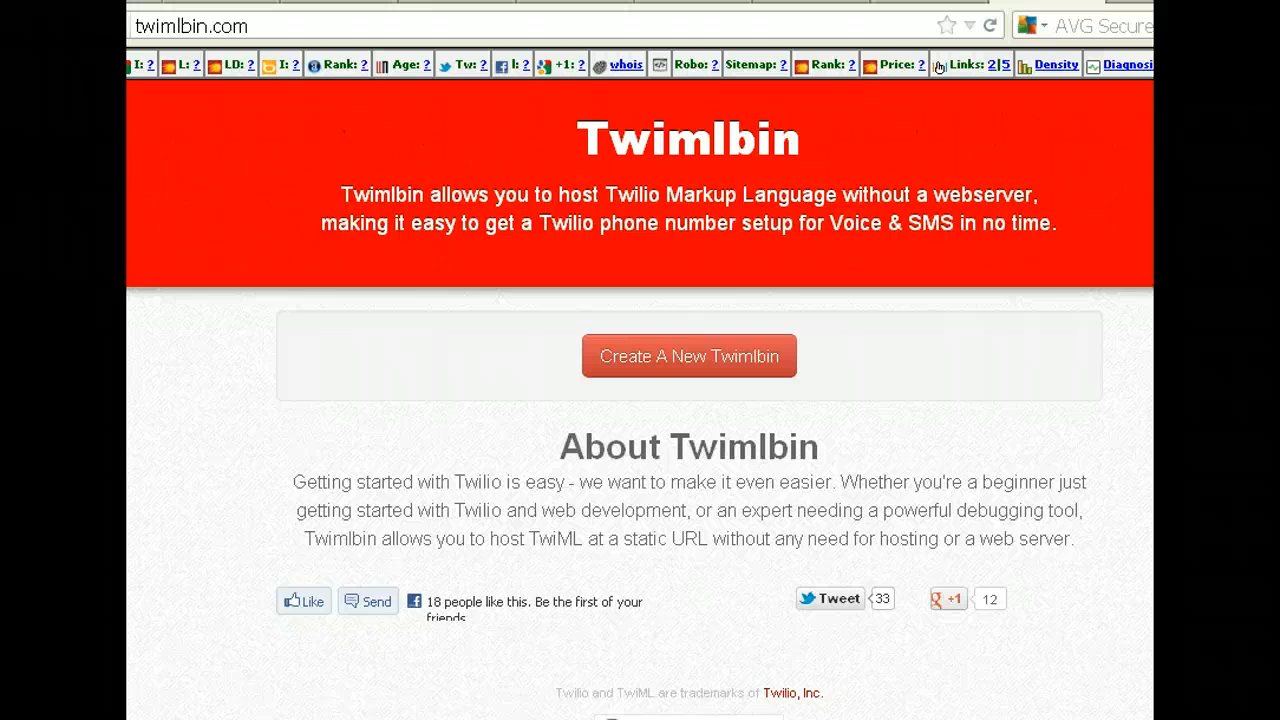 twimlbin.com
AVG Secure
I: ? L: ? LD: ? I: ? Rank: ? Age: ? Tw: ? l: ? +1: ? whois Robo: ? Sitemap: ? Rank: ? Price: ? Links: 2|5 Density Diagnosi
Twimlbin
Twimlbin allows you to host Twilio Markup Language without a webserver,
making it easy to get a Twilio phone number setup for Voice & SMS in no time.
Create A New Twimlbin
About Twimlbin
Getting started with Twilio is easy - we want to make it even easier. Whether you're a beginner just
getting started with Twilio and web development, or an expert needing a powerful debugging tool,
Twimlbin allows you to host TwiML at a static URL without any need for hosting or a web server.
Like Send 18 people like this. Be the first of your
friends
Tweet 33 +1 12
Twilio and TwiML are trademarks of Twilio, Inc.